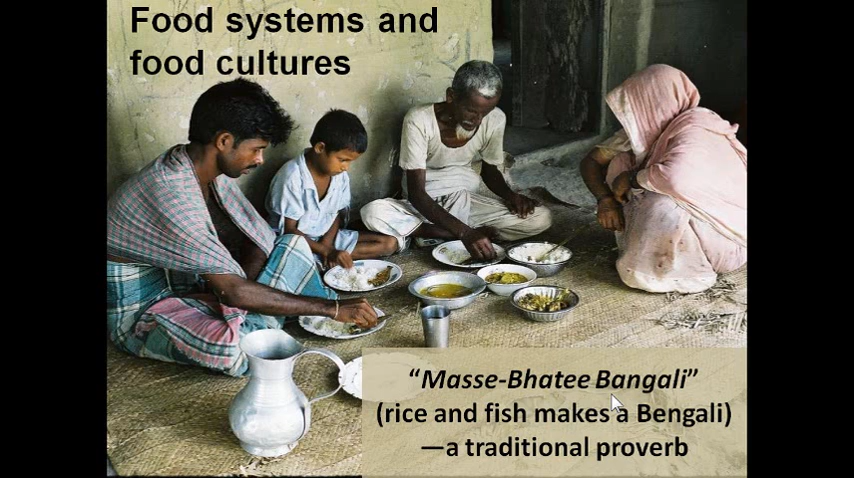 Food systems and
food cultures
“Masse-Bhatee Bangali”
(rice and fish makes a Bengali)
—a traditional proverb